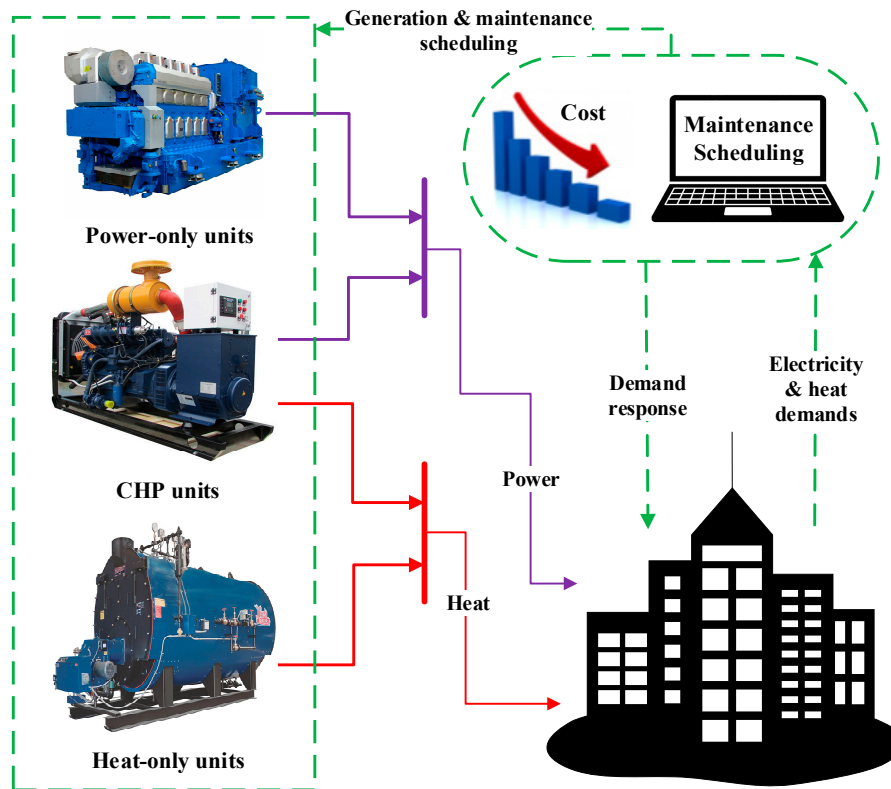 Generation & maintenance
scheduling
Cost
Maintenance
Scheduling
Power-only units
Demand
response
Electricity
& heat
demands
CHP units
Power
Heat
Heat-only units